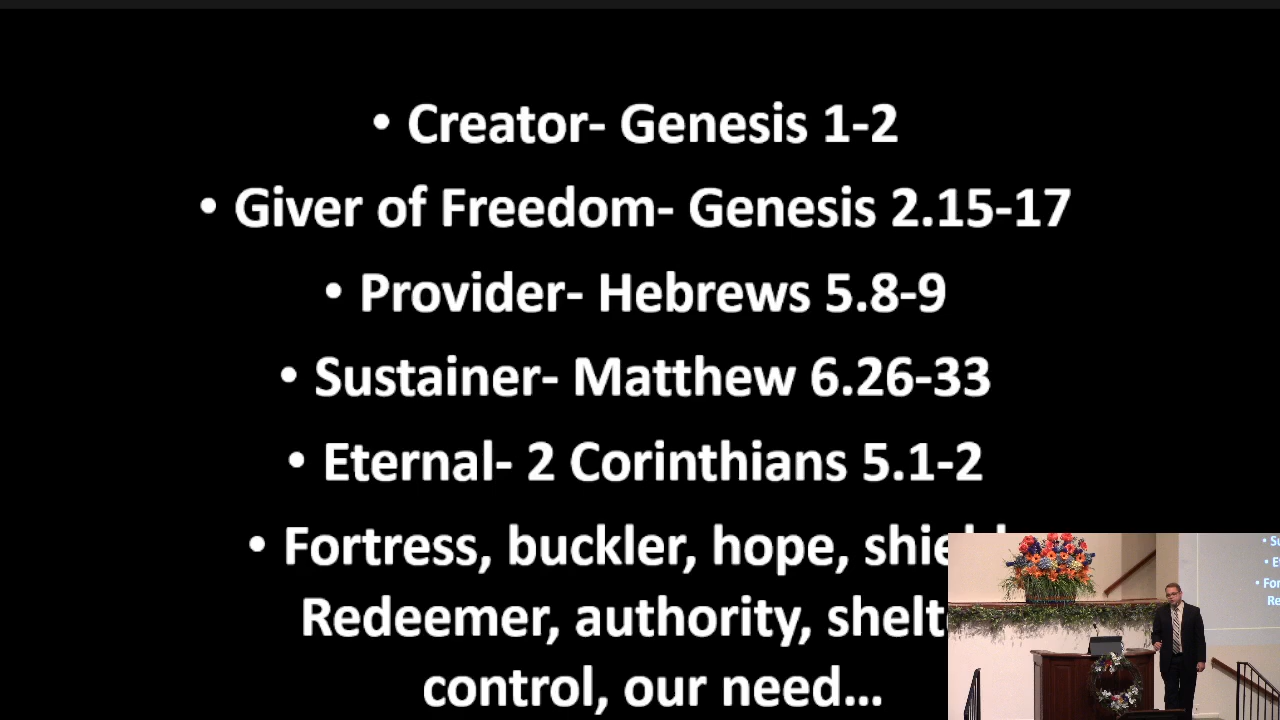 • Creator- Genesis 1-2
• Giver of Freedom- Genesis 2.15-17
• Provider- Hebrews 5.8-9
• Sustainer- Matthew 6.26-33
• Eternal- 2 Corinthians 5.1-2
• Fortress, buckler, hope,
Redeemer, authority,
control, our need...